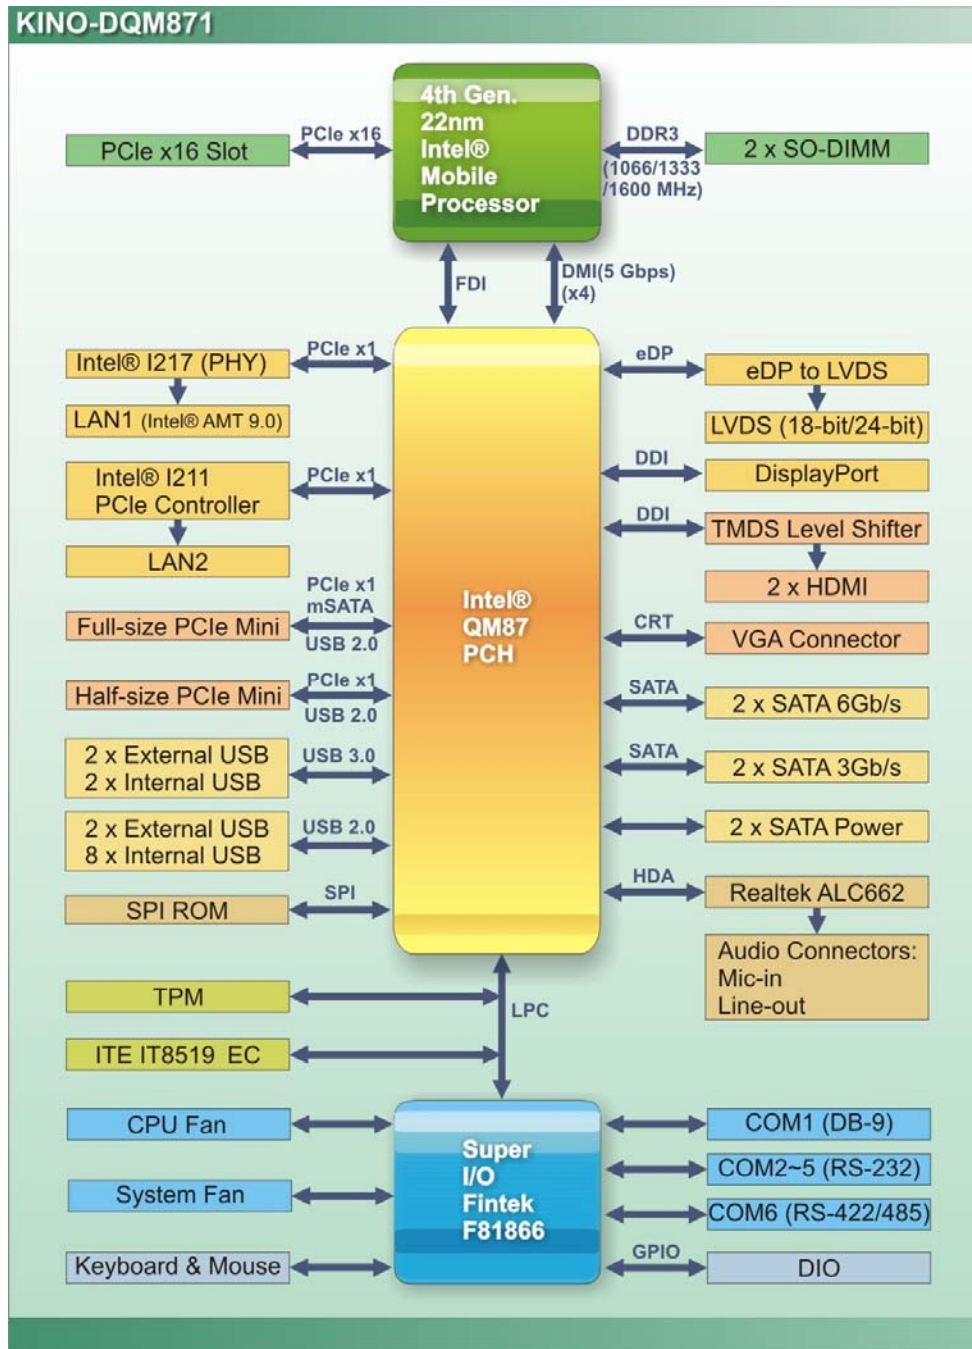 KINO-DQM871
4th Gen.
22nm
Intel®
Mobile
Processor
PCIe x16 Slot
PCIe x16
DDR3
(1066/1333
/1600 MHz)
2 x SO-DIMM
FDI
DMI(5 Gbps)
(x4)
Intel® I217 (PHY)
PCIe x1
LAN1 (Intel® AMT 9.0)
Intel® I211
PCIe Controller
PCIe x1
LAN2
Full-size PCIe Mini
PCIe x1
mSATA
USB 2.0
Half-size PCIe Mini
PCIe x1
USB 2.0
2 x External USB
2 x Internal USB
USB 3.0
2 x External USB
8 x Internal USB
USB 2.0
SPI ROM
SPI
Intel®
QM87
PCH
eDP
eDP to LVDS
LVDS (18-bit/24-bit)
DDI
DisplayPort
DDI
TMDS Level Shifter
2 x HDMI
CRT
VGA Connector
SATA
2 x SATA 6Gb/s
SATA
2 x SATA 3Gb/s
2 x SATA Power
HDA
Realtek ALC662
Audio Connectors:
Mic-in
Line-out
TPM
LPC
ITE IT8519 EC
CPU Fan
System Fan
Keyboard & Mouse
Super
I/O
Fintek
F81866
COM1 (DB-9)
COM2~5 (RS-232)
COM6 (RS-422/485)
GPIO
DIO